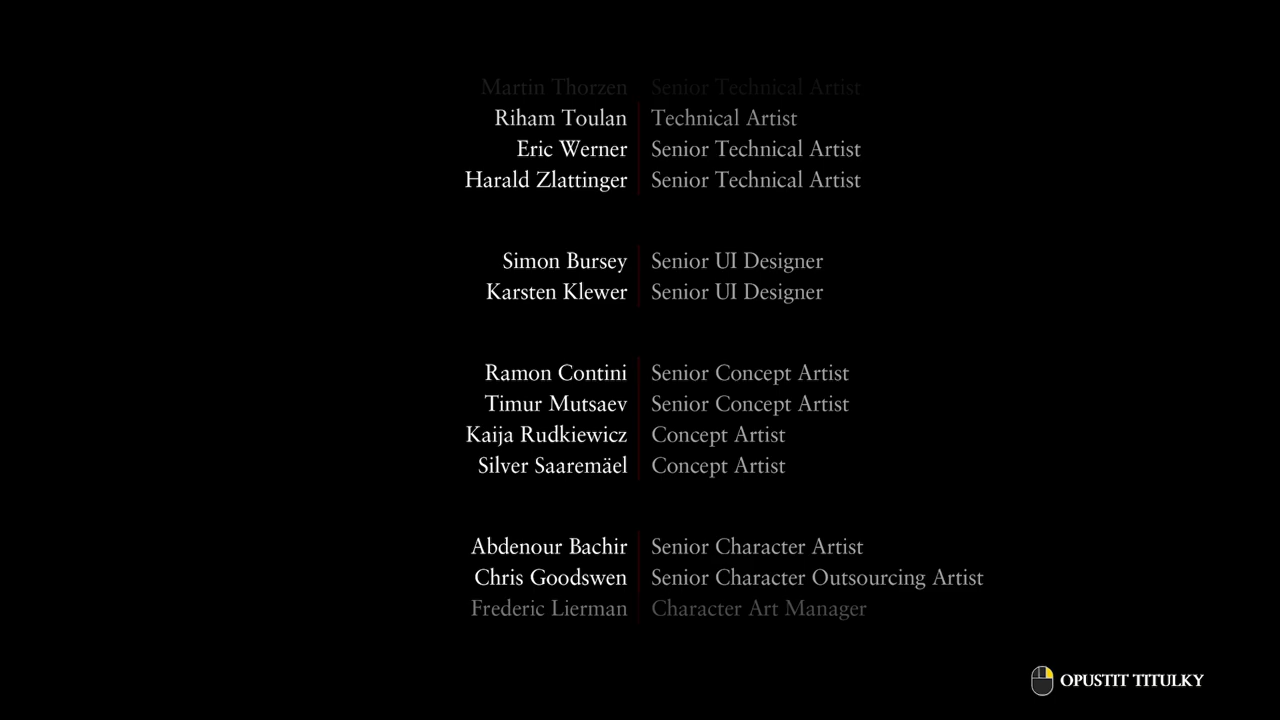 Martin Thorzen Senior Technical Artist
Riham Toulan Technical Artist
Eric Werner Senior Technical Artist
Harald Zlattinger Senior Technical Artist
Simon Bursey Senior UI Designer
Karsten Klewer Senior UI Designer
Ramon Contini Senior Concept Artist
Timur Mutsaev Senior Concept Artist
Kaija Rudkiewicz Concept Artist
Silver Saaremäel Concept Artist
Abdenour Bachir Senior Character Artist
Chris Goodswen Senior Character Outsourcing Artist
Frederic Lierman Character Art Manager
OPUSTIT TITULKY